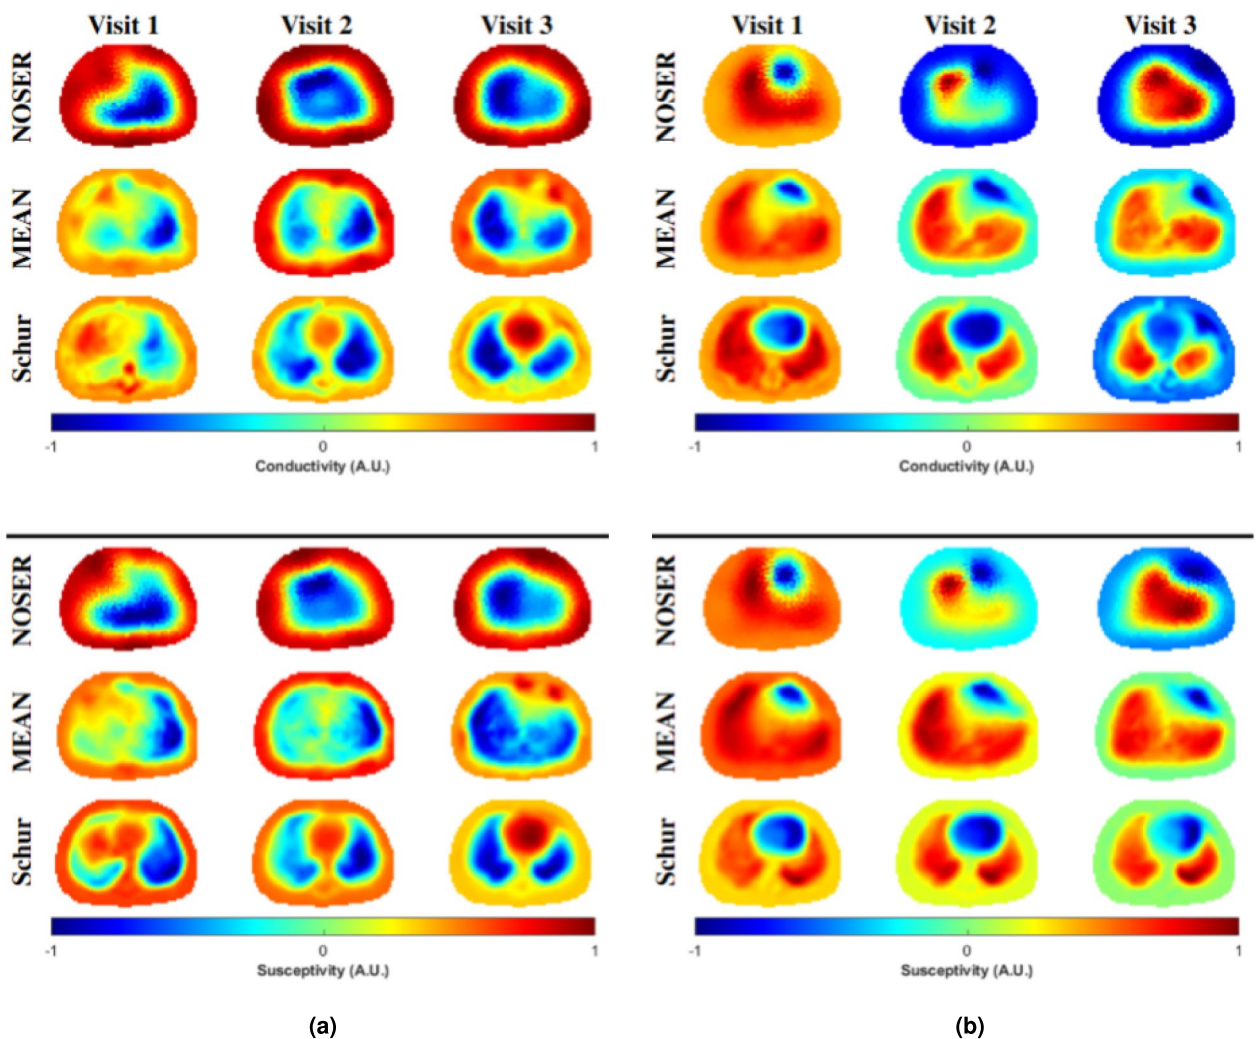 Visit 1 Visit 2 Visit 3
NOSER
MEAN
Schur
-1 0 1
Conductivity (A.U.)
NOSER
MEAN
Schur
-1 0 1
Susceptivity (A.U.)
(a)
Visit 1 Visit 2 Visit 3
NOSER
MEAN
Schur
-1 0 1
Conductivity (A.U.)
NOSER
MEAN
Schur
-1 0 1
Susceptivity (A.U.)
(b)